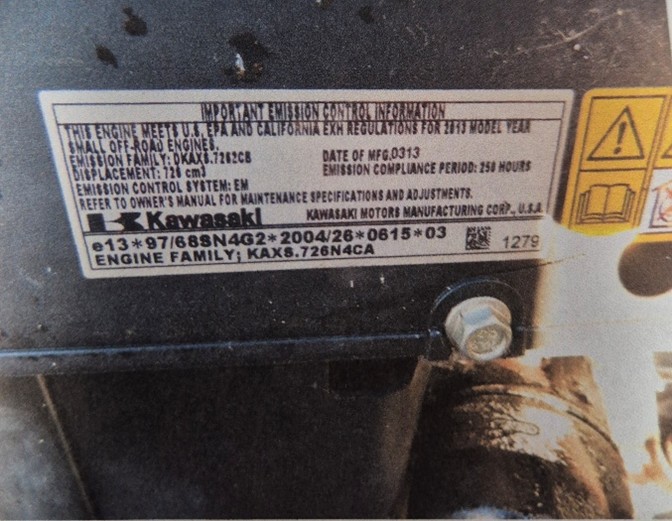 IMPORTANT EMISSION CONTROL INFORMATION
THIS ENGINE MEETS U.S. EPA AND CALIFORNIA EXH REGULATIONS FOR 2013 MODEL YEAR
SMALL OFF-ROAD ENGINES.
EMISSION FAMILY: DKAXS.7262CB DATE OF MFG.0313
DISPLACEMENT: 726 cm3 EMISSION COMPLIANCE PERIOD: 250 HOURS
EMISSION CONTROL SYSTEM: EM
REFER TO OWNER'S MANUAL FOR MAINTENANCE SPECIFICATIONS AND ADJUSTMENTS.
Kawasaki KAWASAKI MOTORS MANUFACTURING CORP., U.S.A
e13*97/68SN4G2*2004/26*0615*03 1279
ENGINE FAMILY; KAXS.726N4CA